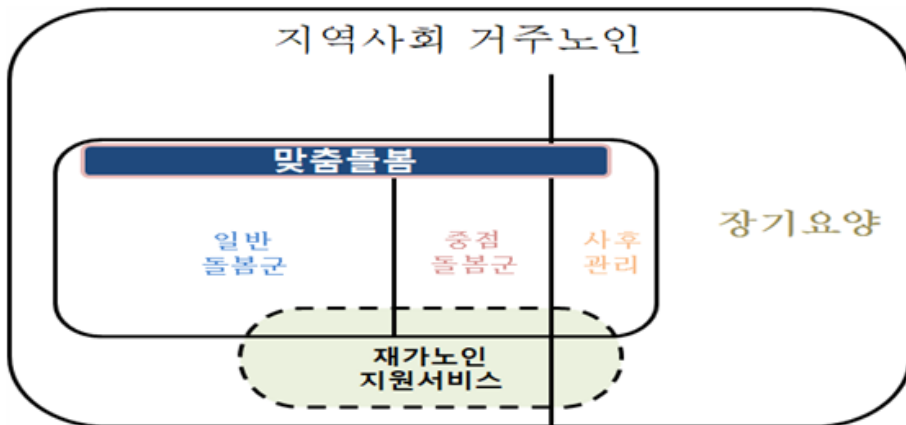 지역사회 거주노인
맞춤돌봄
일반
돌봄군
중점
돌봄군
사후
관리
장기요양
재가노인
지원서비스